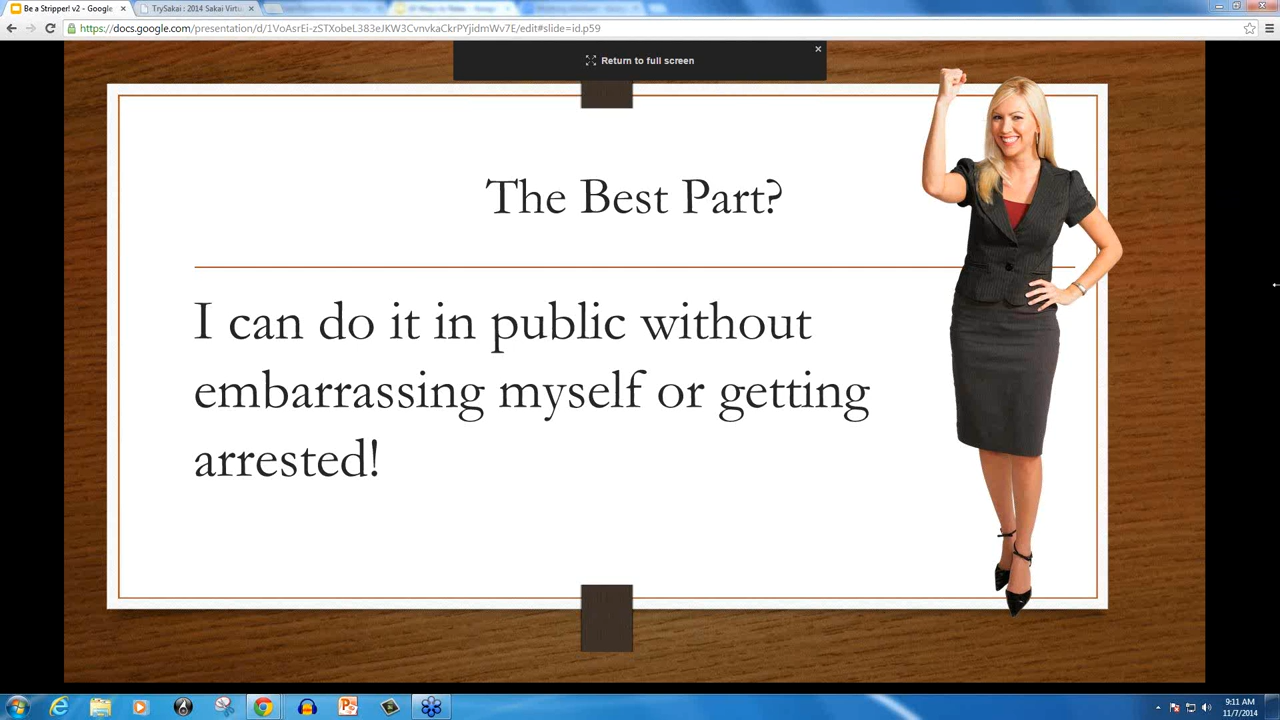 Be a Stripper! v2 - Google
TrySakai : 2014 Sakai Virtu
https://docs.google.com/presentation/d/1VoAsrEi-zSTXobeL383eJKW3CvnvkaCkrPYjidmWv7E/edit#slide=id.p59
Return to full screen
The Best Part?
I can do it in public without
embarrassing myself or getting
arrested!
9:11 AM
11/7/2014